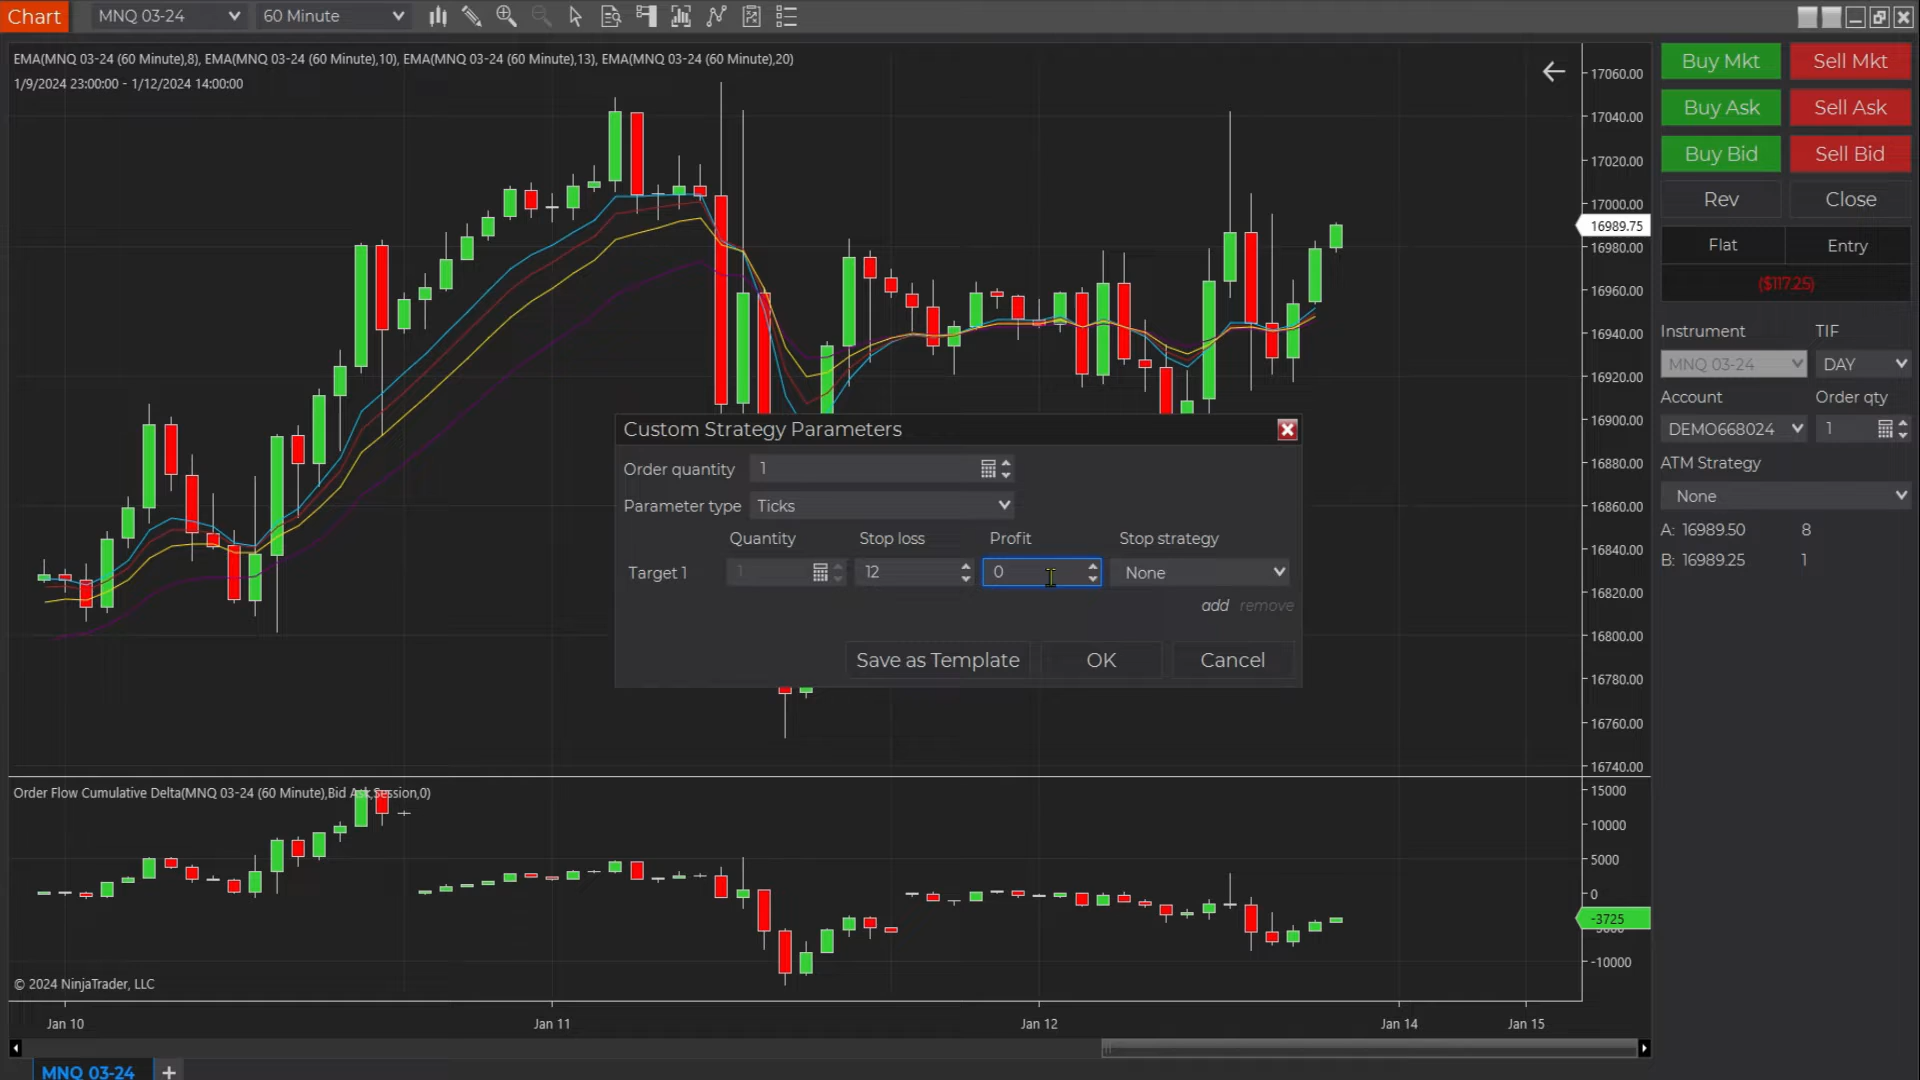 Chart MNQ 03-24 60 Minute
EMA(MNQ 03-24 (60 Minute),8), EMA(MNQ 03-24 (60 Minute),10), EMA(MNQ 03-24 (60 Minute),13), EMA(MNQ 03-24 (60 Minute),20)
1/9/2024 23:00:00 - 1/12/2024 14:00:00
17060.00
17040.00
17020.00
17000.00
16989.75
16980.00
16960.00
16940.00
16920.00
16900.00
16880.00
16860.00
16840.00
16820.00
16800.00
16780.00
16760.00
16740.00
Buy Mkt Sell Mkt
Buy Ask Sell Ask
Buy Bid Sell Bid
Rev Close
Flat Entry
($117.25)
Instrument TIF
MNQ 03-24 DAY
Account Order qty
DEMO668024 1
ATM Strategy
None
A: 16989.50 8
B: 16989.25 1
Custom Strategy Parameters
Order quantity 1
Parameter type Ticks
Quantity Stop loss Profit Stop strategy
Target 1 1 12 0 None
add remove
Save as Template OK Cancel
Order Flow Cumulative Delta(MNQ 03-24 (60 Minute),Bid Ask,Session,0)
15000
10000
5000
0
-3725
-10000
© 2024 NinjaTrader, LLC
Jan 10 Jan 11 Jan 12 Jan 14 Jan 15
MNQ 03-24 +